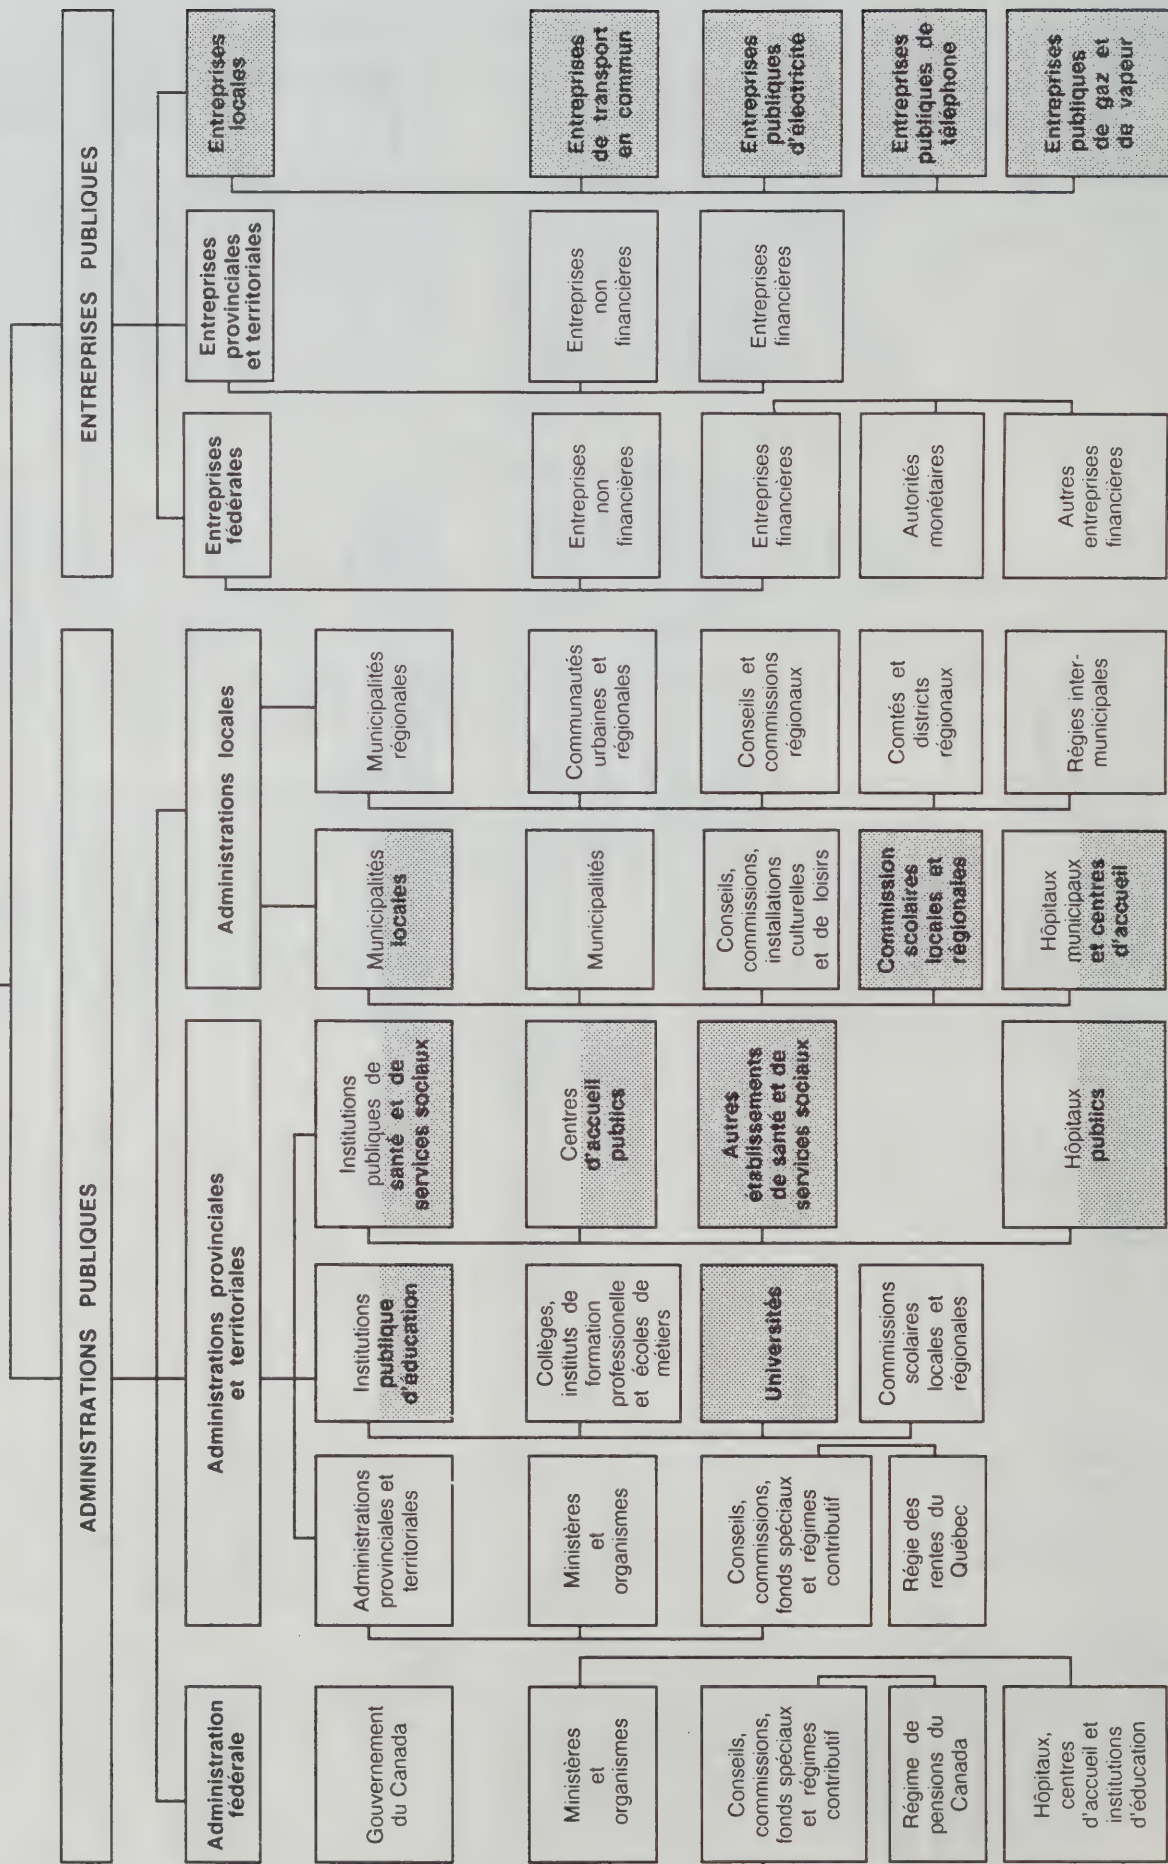 ADMINISTRATIONS PUBLIQUES
ENTREPRISES PUBLIQUES
Administration
fédérale
Administrations provinciales
et territoriales
Administrations locales
Entreprises
fédérales
Entreprises
provinciales
et territoriales
Entreprises
locales
Gouvernement
du Canada
Administrations
provinciales et
territoriales
Institutions
publique
d'éducation
Institutions
publiques de
santé et de
services sociaux
Municipalités
locales
Municipalités
régionales
Ministères
et
organismes
Ministères
et
organismes
Collèges,
instituts de
formation
professionelle
et écoles de
métiers
Centres
d'accueil
publics
Municipalités
Communautés
urbaines et
régionales
Entreprises
non
financières
Entreprises
non
financières
Entreprises
de transport
en commun
Conseils,
commissions,
fonds spéciaux
et régimes
contributif
Conseils,
commissions,
fonds spéciaux
et régimes
contributif
Universités
Autres
établissements
de santé et de
services sociaux
Conseils,
commissions,
installations
culturelles
et de loisirs
Conseils et
commissions
régionaux
Entreprises
financières
Entreprises
financières
Entreprises
publiques
d'électricité
Régime de
pensions du
Canada
Régie des
rentes du
Québec
Commissions
scolaires
locales et
régionales
Commission
scolaires
locales et
régionales
Comtés et
districts
régionaux
Autorités
monétaires
Entreprises
publiques de
téléphone
Hôpitaux,
centres
d'accueil et
institutions
d'éducation
Hôpitaux
publics
Hôpitaux
municipaux
et centres
d'accueil
Régies inter-
municipales
Autres
entreprises
financières
Entreprises
publiques
de gaz et
de vapeur